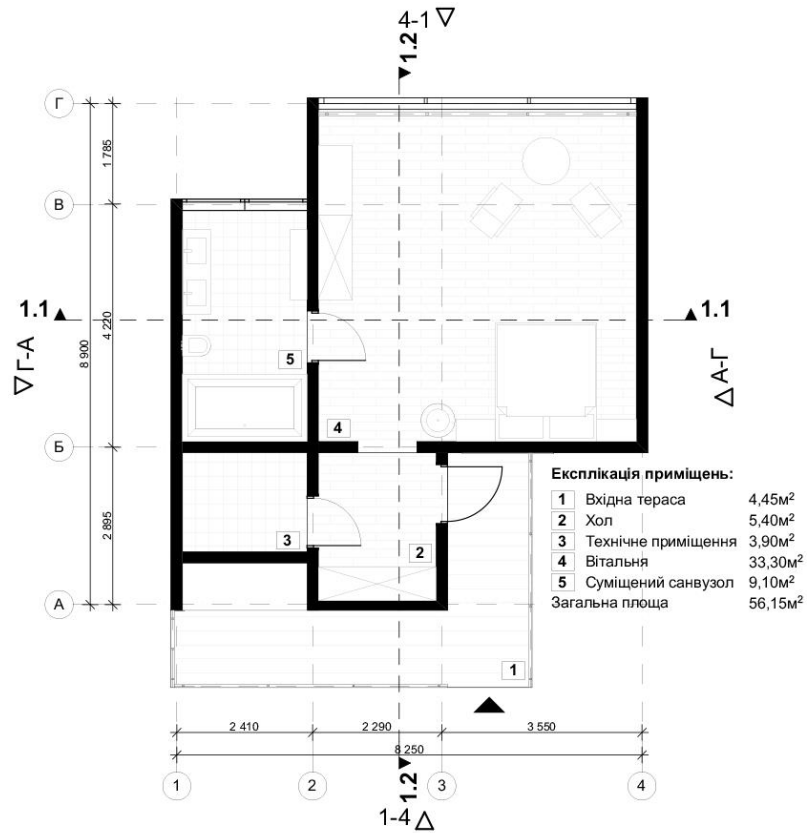 4-1
1.2
Г
В
Б
А
1 785
4 220
2 895
8 900
1.1
1.1
Г-А
А-Г
5
4
3
2
1
Експлікація приміщень:
1 Вхідна тераса 4,45м²
2 Хол 5,40м²
3 Технічне приміщення 3,90м²
4 Вітальня 33,30м²
5 Суміщений санвузол 9,10м²
Загальна площа 56,15м²
2 410 2 290 3 550
8 250
1 2 3 4
1.2
1-4